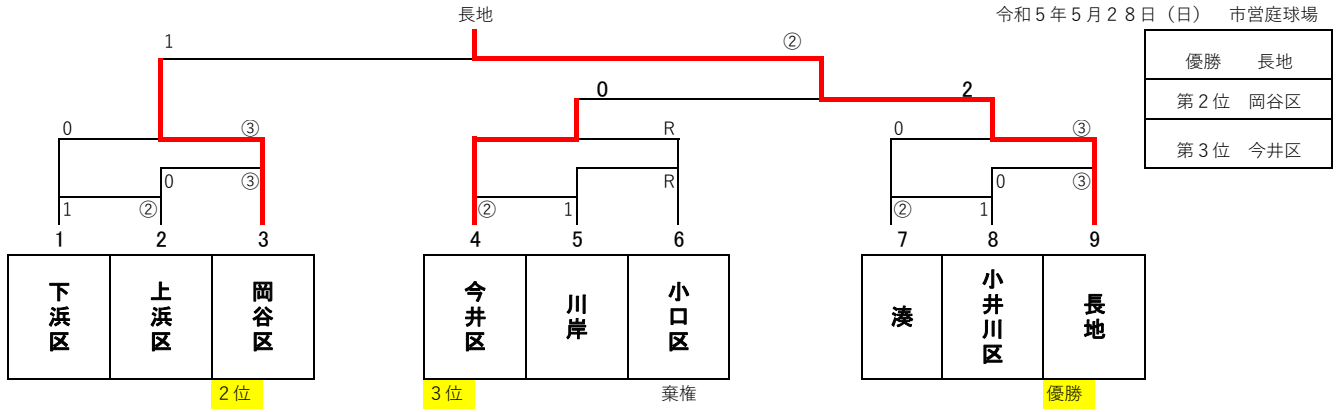 長地
令和５年５月２８日（日）　市営庭球場
1
②
優勝　　長地
0
2
第２位　岡谷区
0
③
R
0
③
第３位　今井区
0
③
R
0
③
1
②
②
1
②
1
1
2
3
4
5
6
7
8
9
下浜区
上浜区
岡谷区
今井区
川岸
小口区
湊
小井川区
長地
２位
３位
棄権
優勝